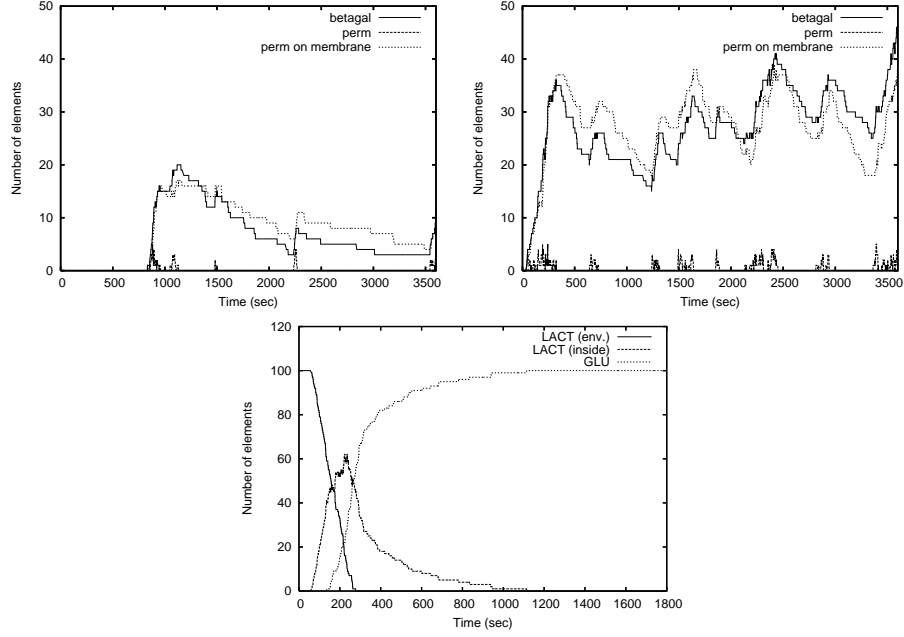 50
40
30
20
10
0
Number of elements
0 500 1000 1500 2000 2500 3000 3500
Time (sec)
betagal
perm
perm on membrane
50
40
30
20
10
0
Number of elements
0 500 1000 1500 2000 2500 3000 3500
Time (sec)
betagal
perm
perm on membrane
120
100
80
60
40
20
0
Number of elements
0 200 400 600 800 1000 1200 1400 1600 1800
Time (sec)
LACT (env.)
LACT (inside)
GLU